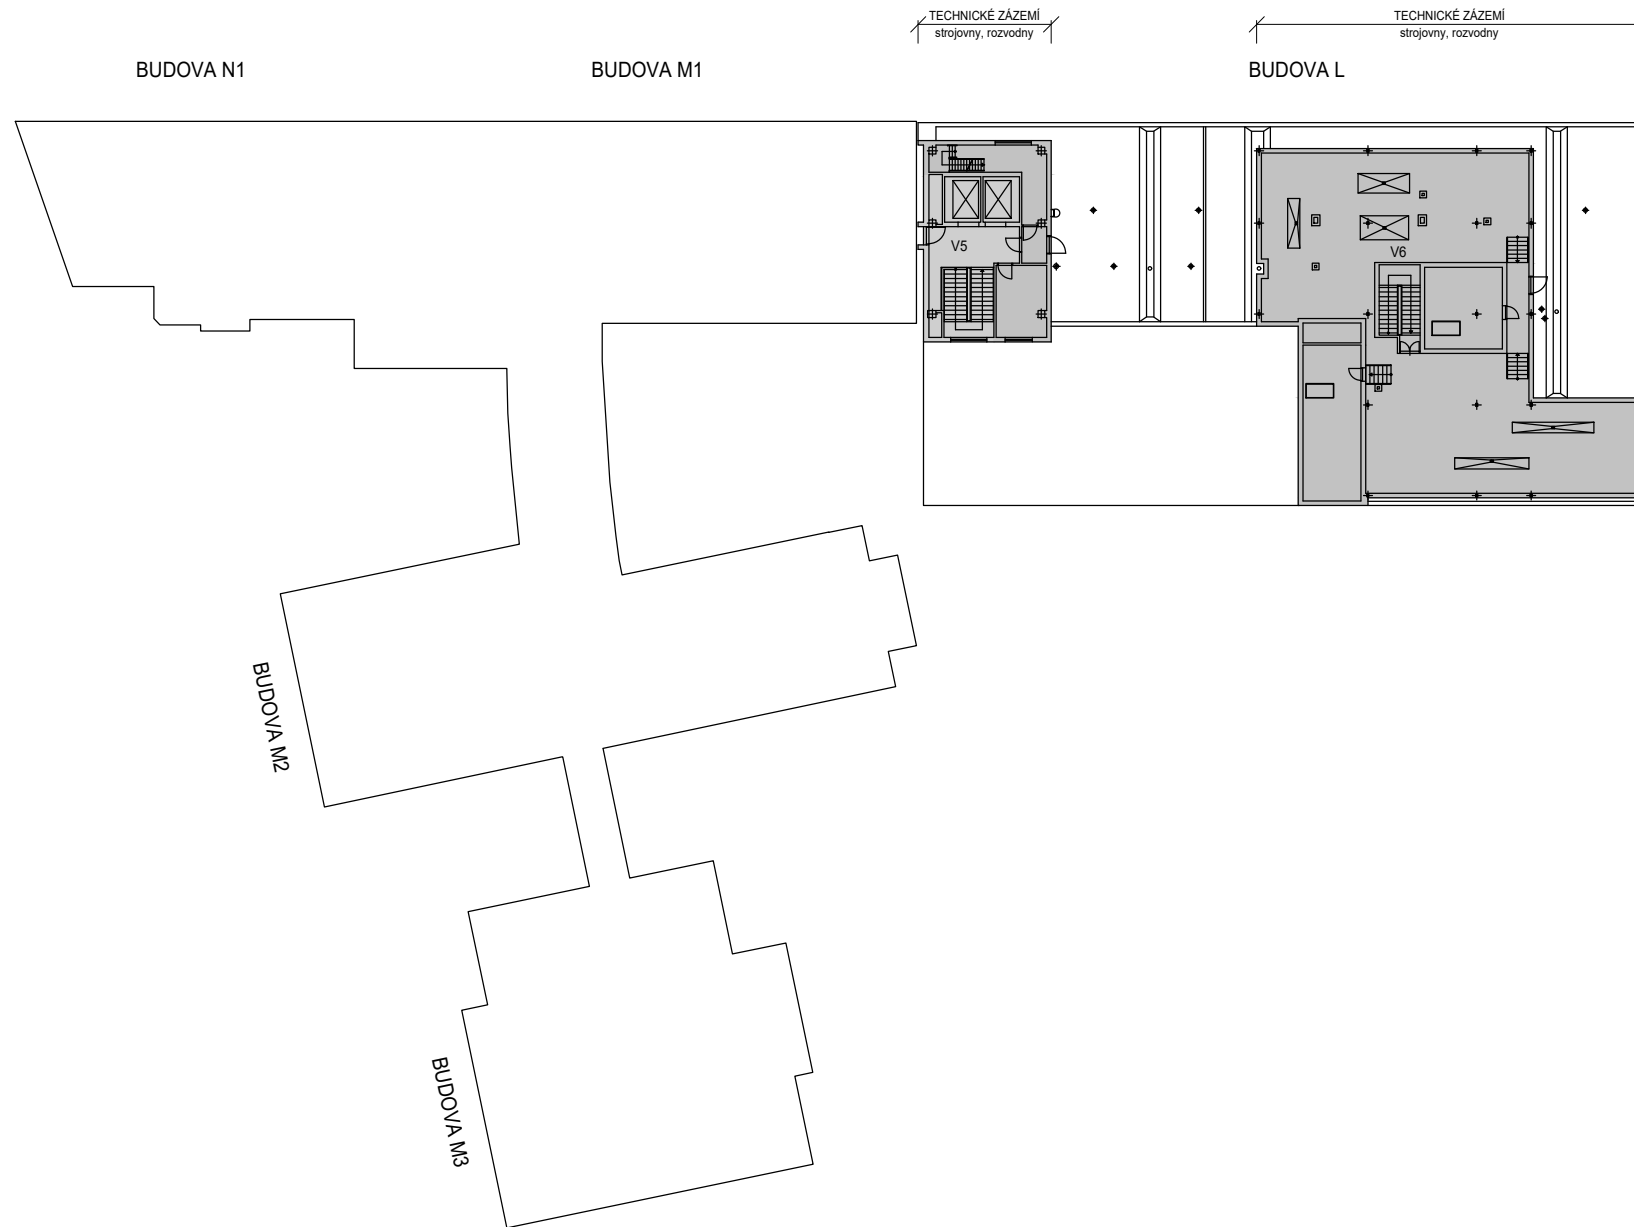 TECHNICKÉ ZÁZEMÍ
strojovny, rozvodny
TECHNICKÉ ZÁZEMÍ
strojovny, rozvodny
BUDOVA N1
BUDOVA M1
BUDOVA L
V5
V6
BUDOVA M2
BUDOVA M3